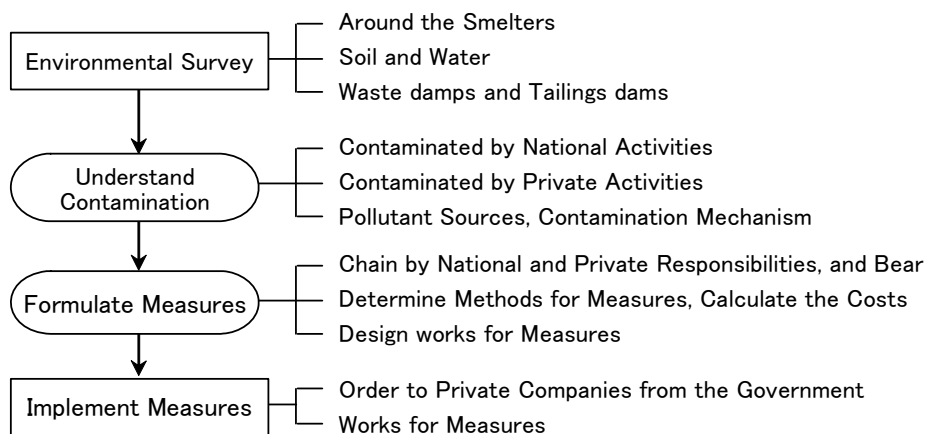 Environmental Survey
Around the Smelters
Soil and Water
Waste damps and Tailings dams
Understand
Contamination
Contaminated by National Activities
Contaminated by Private Activities
Pollutant Sources, Contamination Mechanism
Formulate Measures
Chain by National and Private Responsibilities, and Bear
Determine Methods for Measures, Calculate the Costs
Design works for Measures
Implement Measures
Order to Private Companies from the Government
Works for Measures